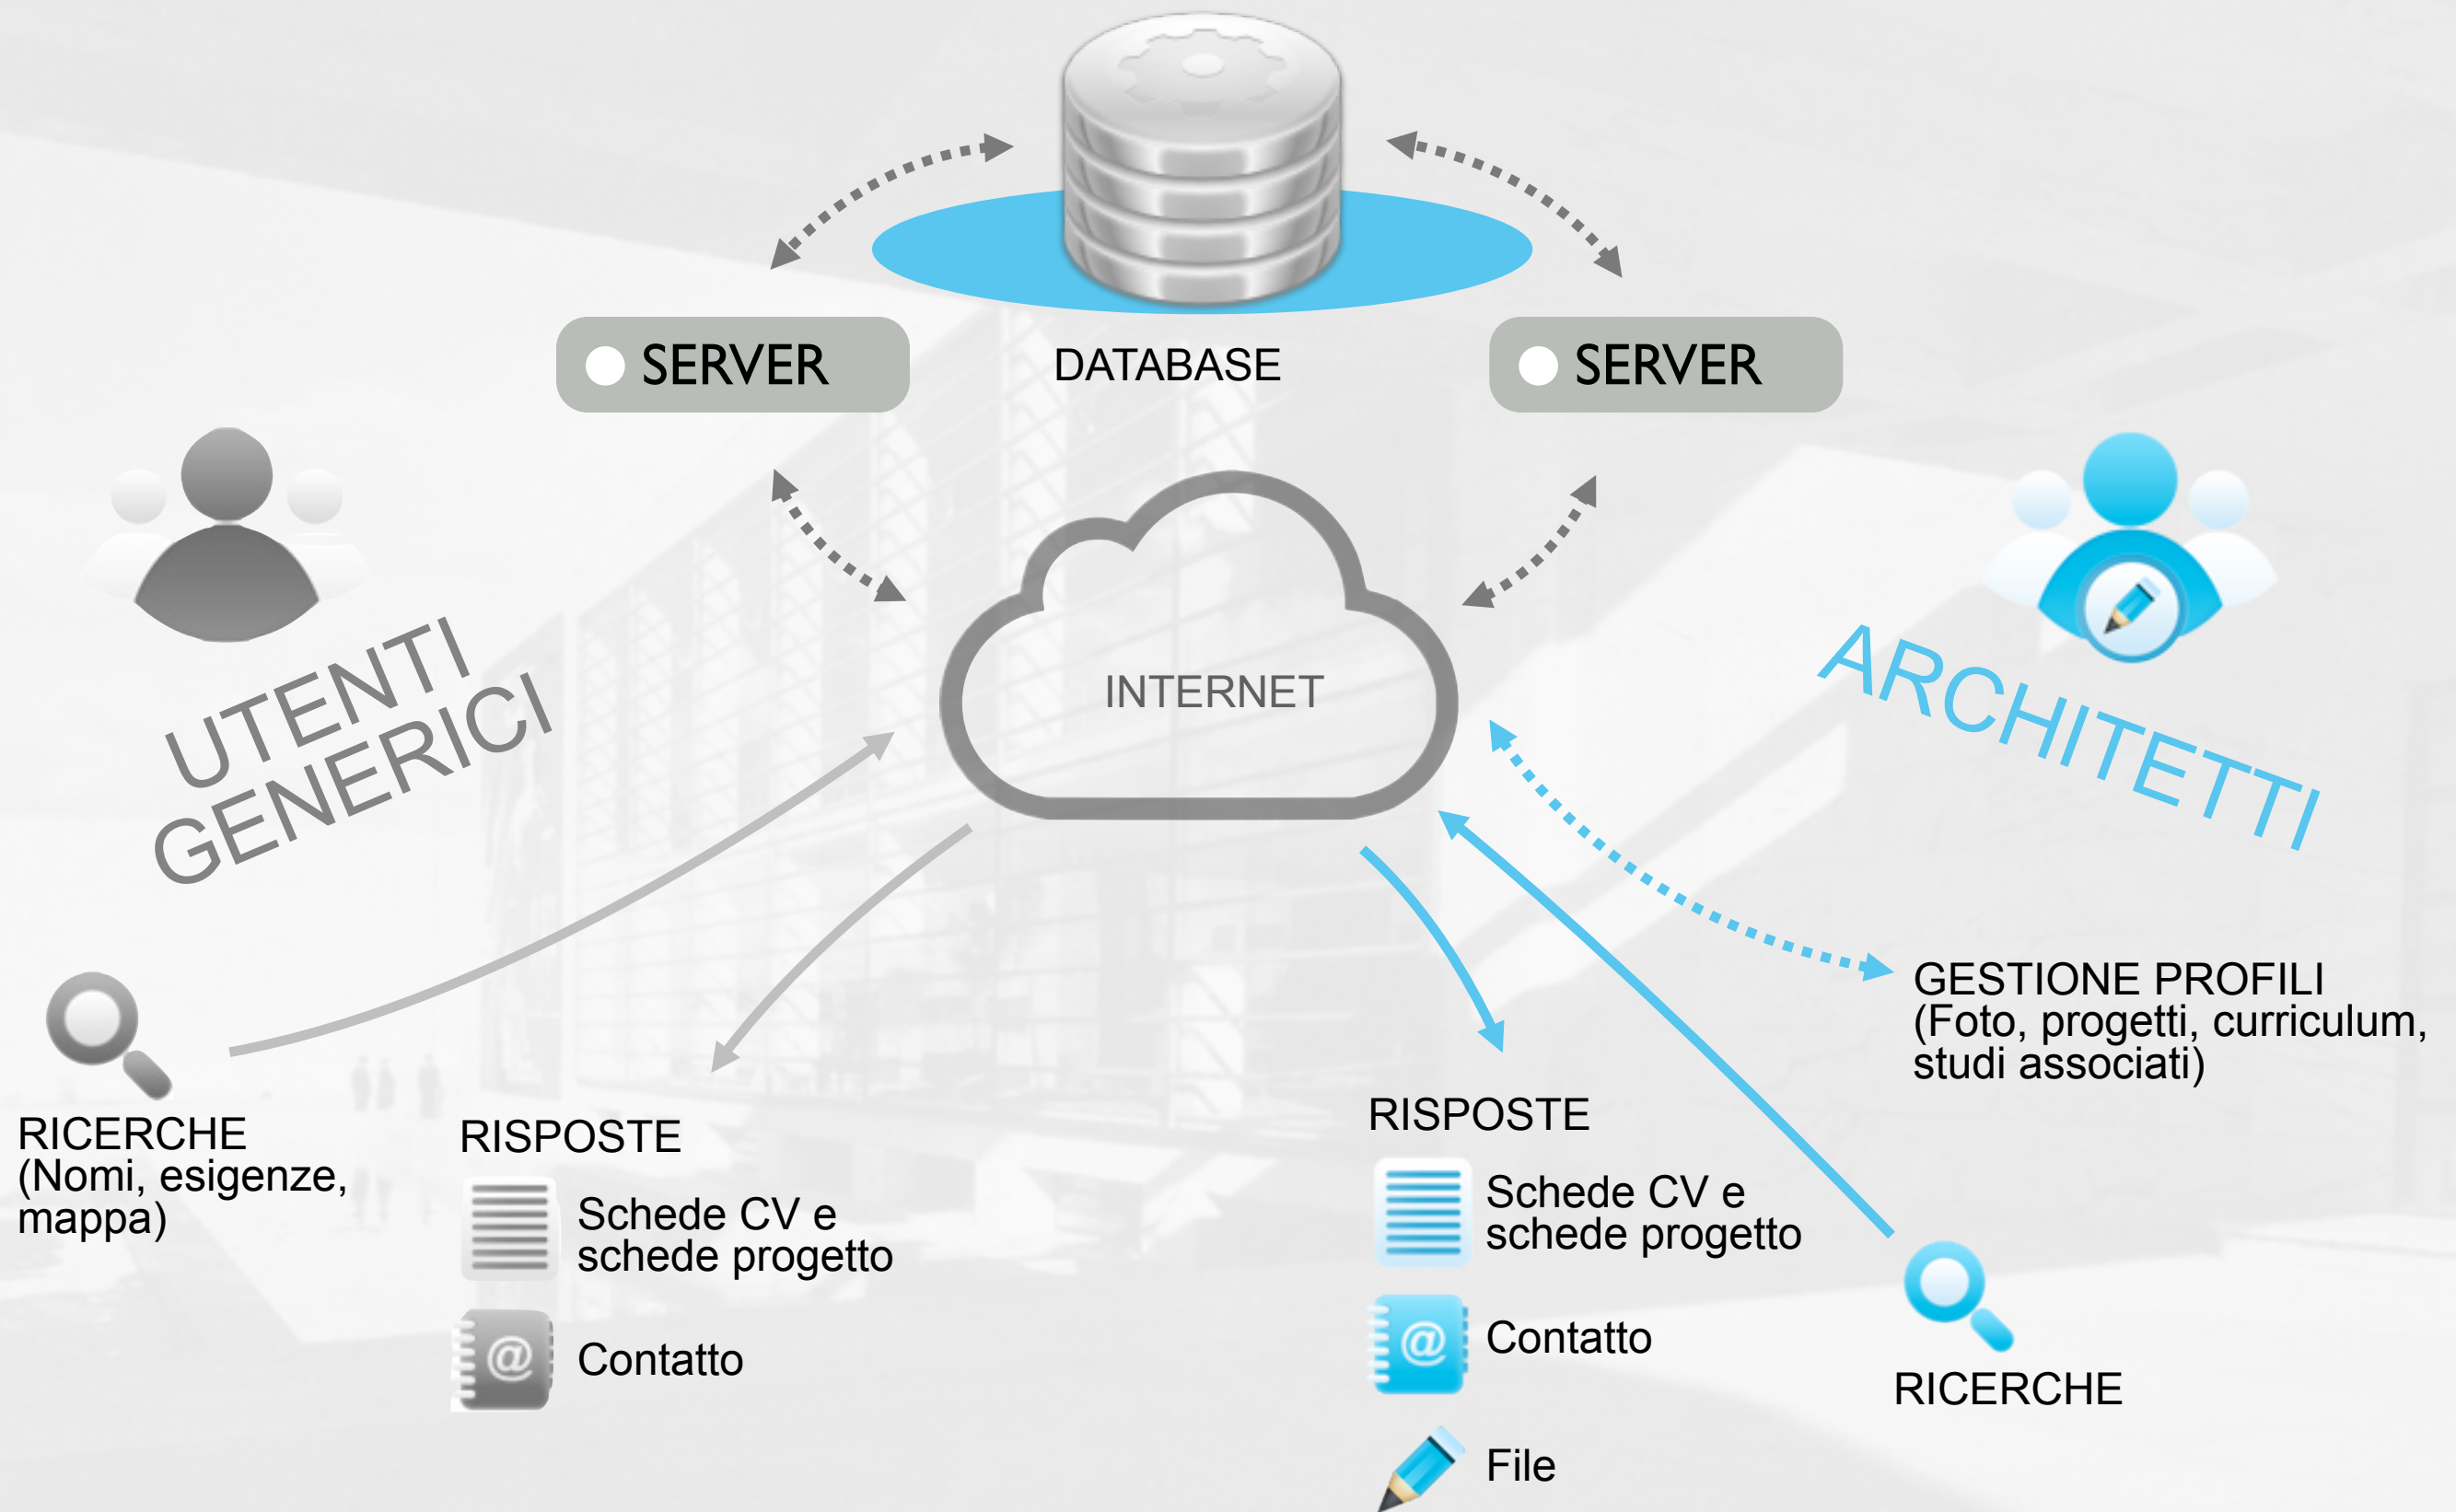 SERVER
DATABASE
SERVER
INTERNET
UTENTI
GENERICI
ARCHITETTI
RICERCHE
(Nomi, esigenze,
mappa)
RISPOSTE
Schede CV e
schede progetto
@
Contatto
RISPOSTE
Schede CV e
schede progetto
@
Contatto
File
GESTIONE PROFILI
(Foto, progetti, curriculum,
studi associati)
RICERCHE